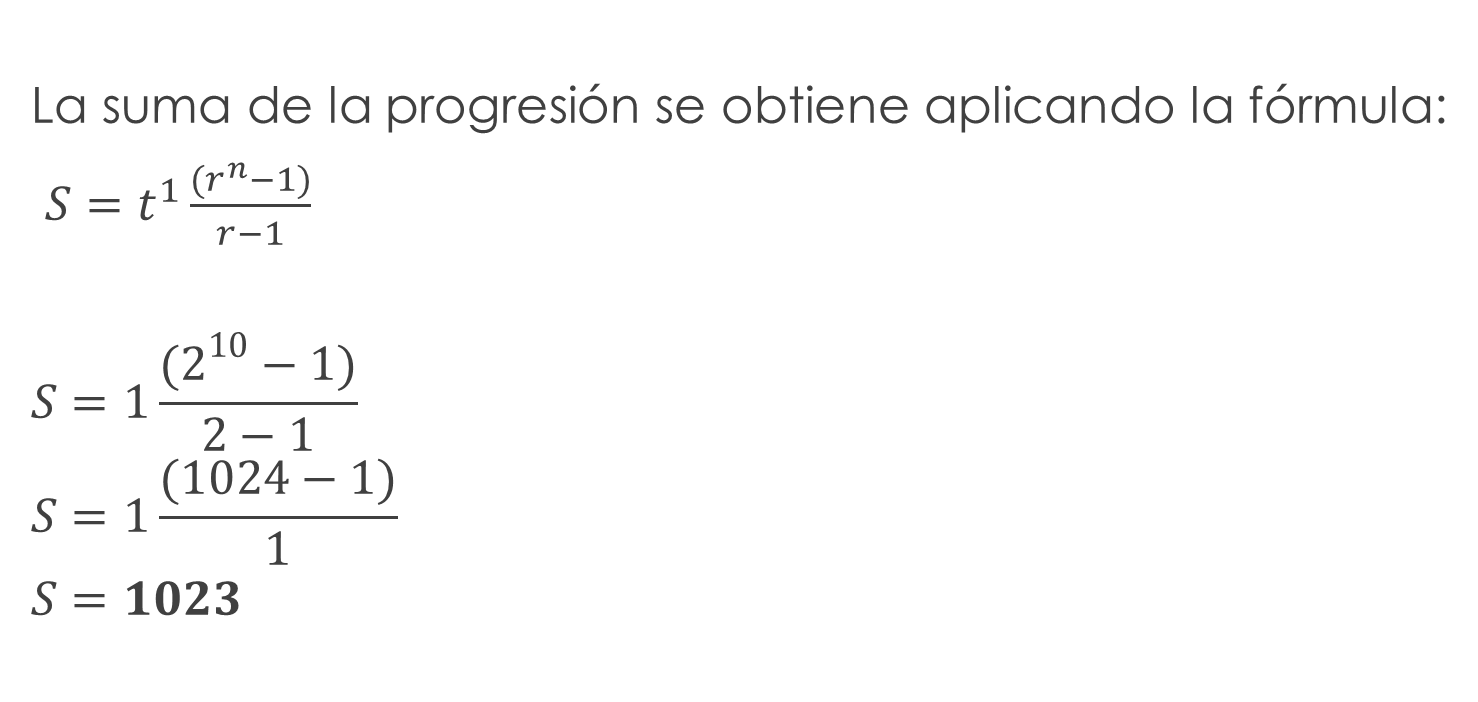 La suma de la progresión se obtiene aplicando la fórmula:
S = t¹ (rⁿ−1)/(r−1)
S = 1 (2¹⁰ − 1)/(2 − 1)
S = 1 (1024 − 1)/1
S = 1023